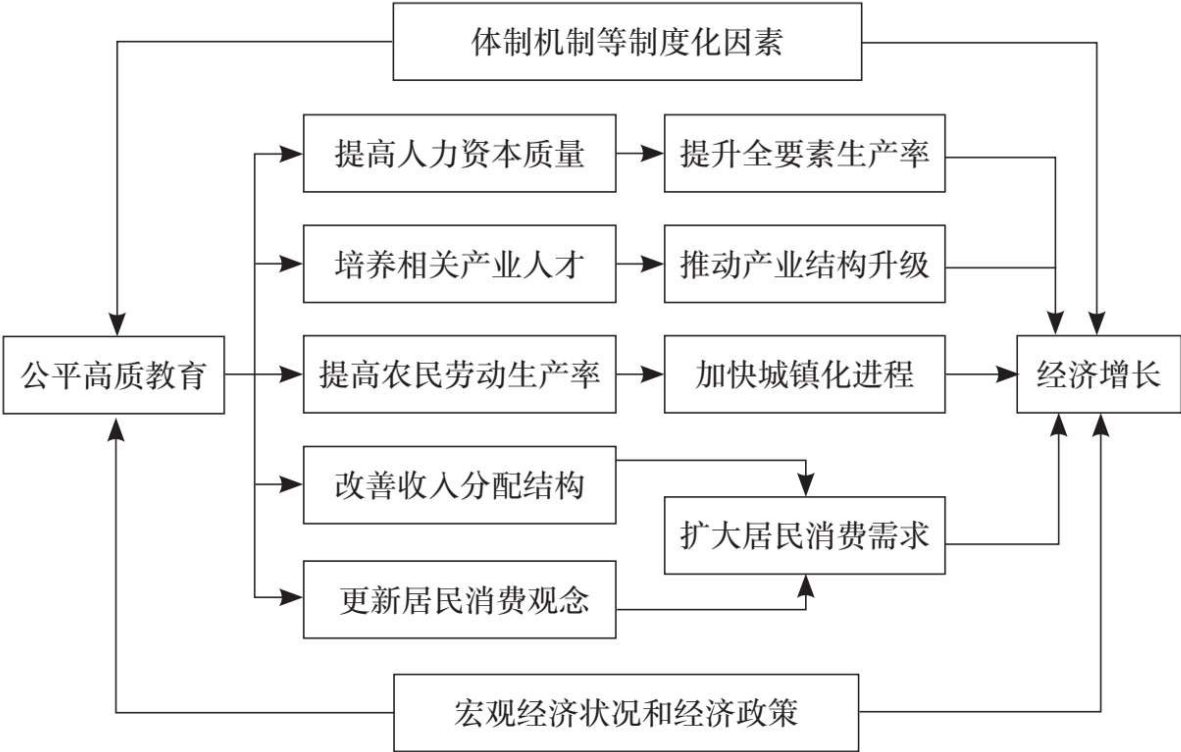 体制机制等制度化因素
提高人力资本质量
提升全要素生产率
培养相关产业人才
推动产业结构升级
公平高质教育
提高农民劳动生产率
加快城镇化进程
经济增长
改善收入分配结构
扩大居民消费需求
更新居民消费观念
宏观经济状况和经济政策